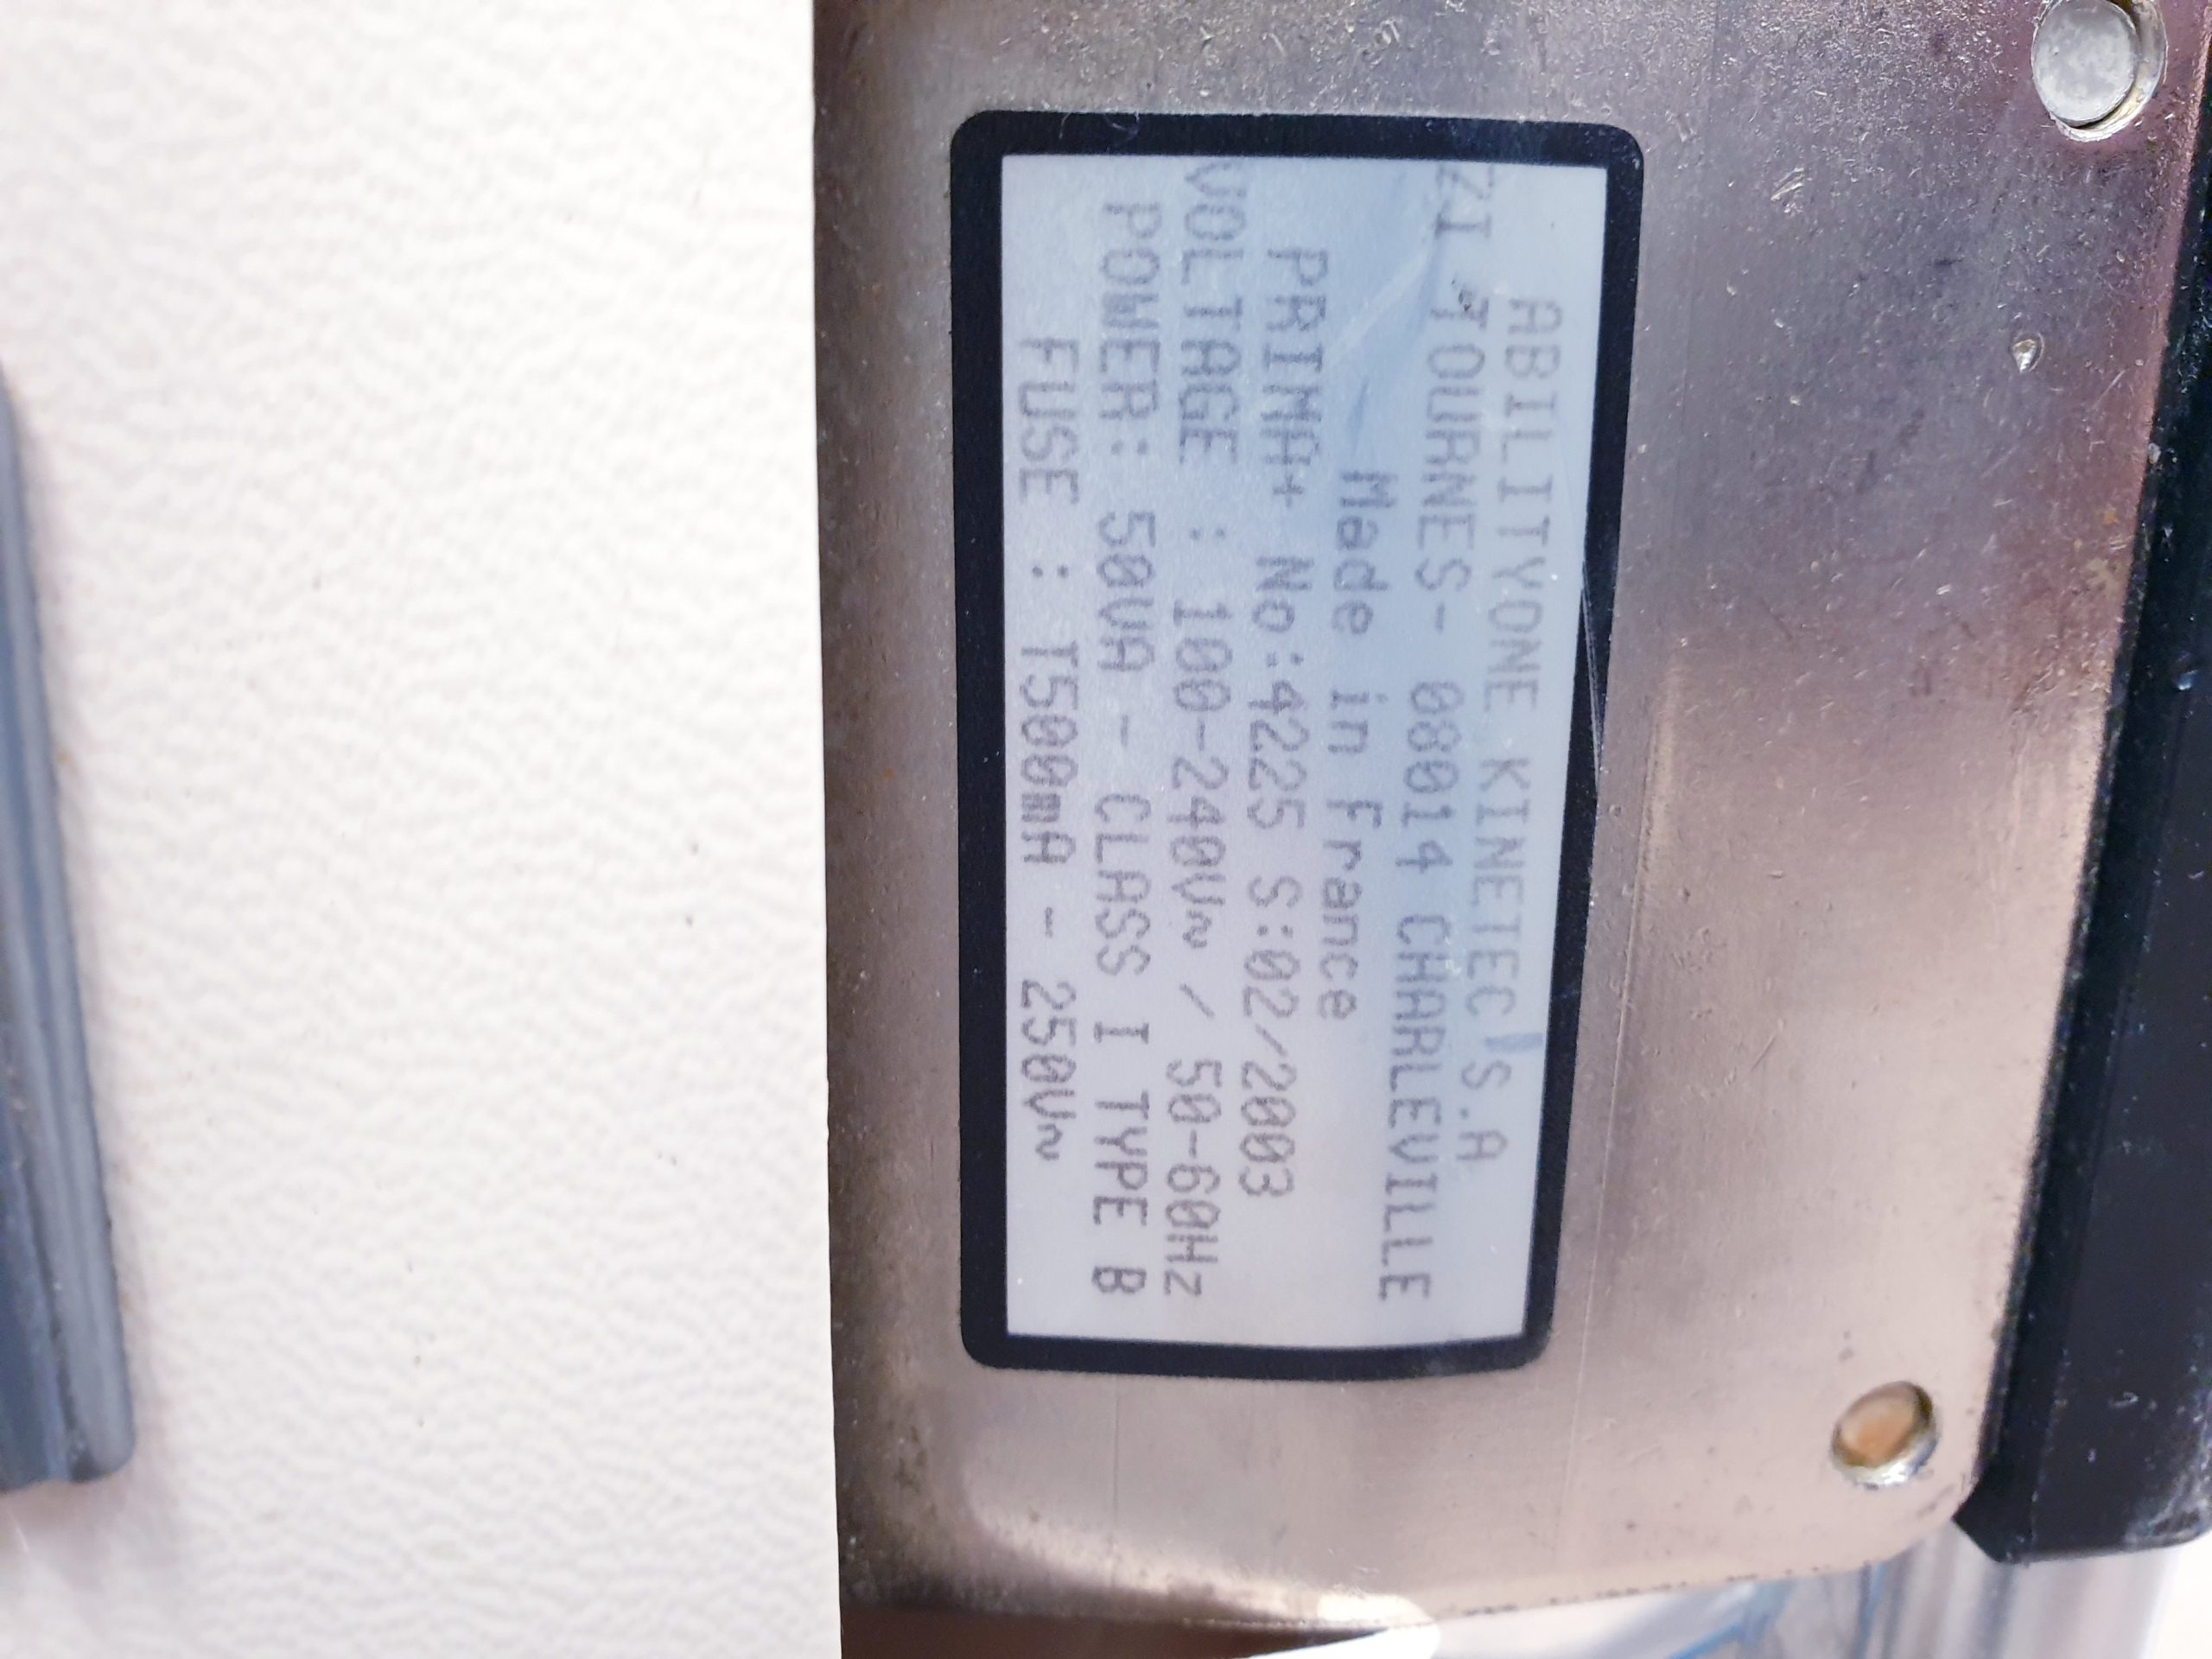 ABILITYONE KINETEC S.A
ZI TOURNES- 08014 CHARLEVILLE
Made in France
PRIMA+ No:4225 S:02/2003
VOLTAGE : 100-240V~ / 50-60Hz
POWER: 50VA - CLASS I TYPE B
FUSE : T500mA - 250V~